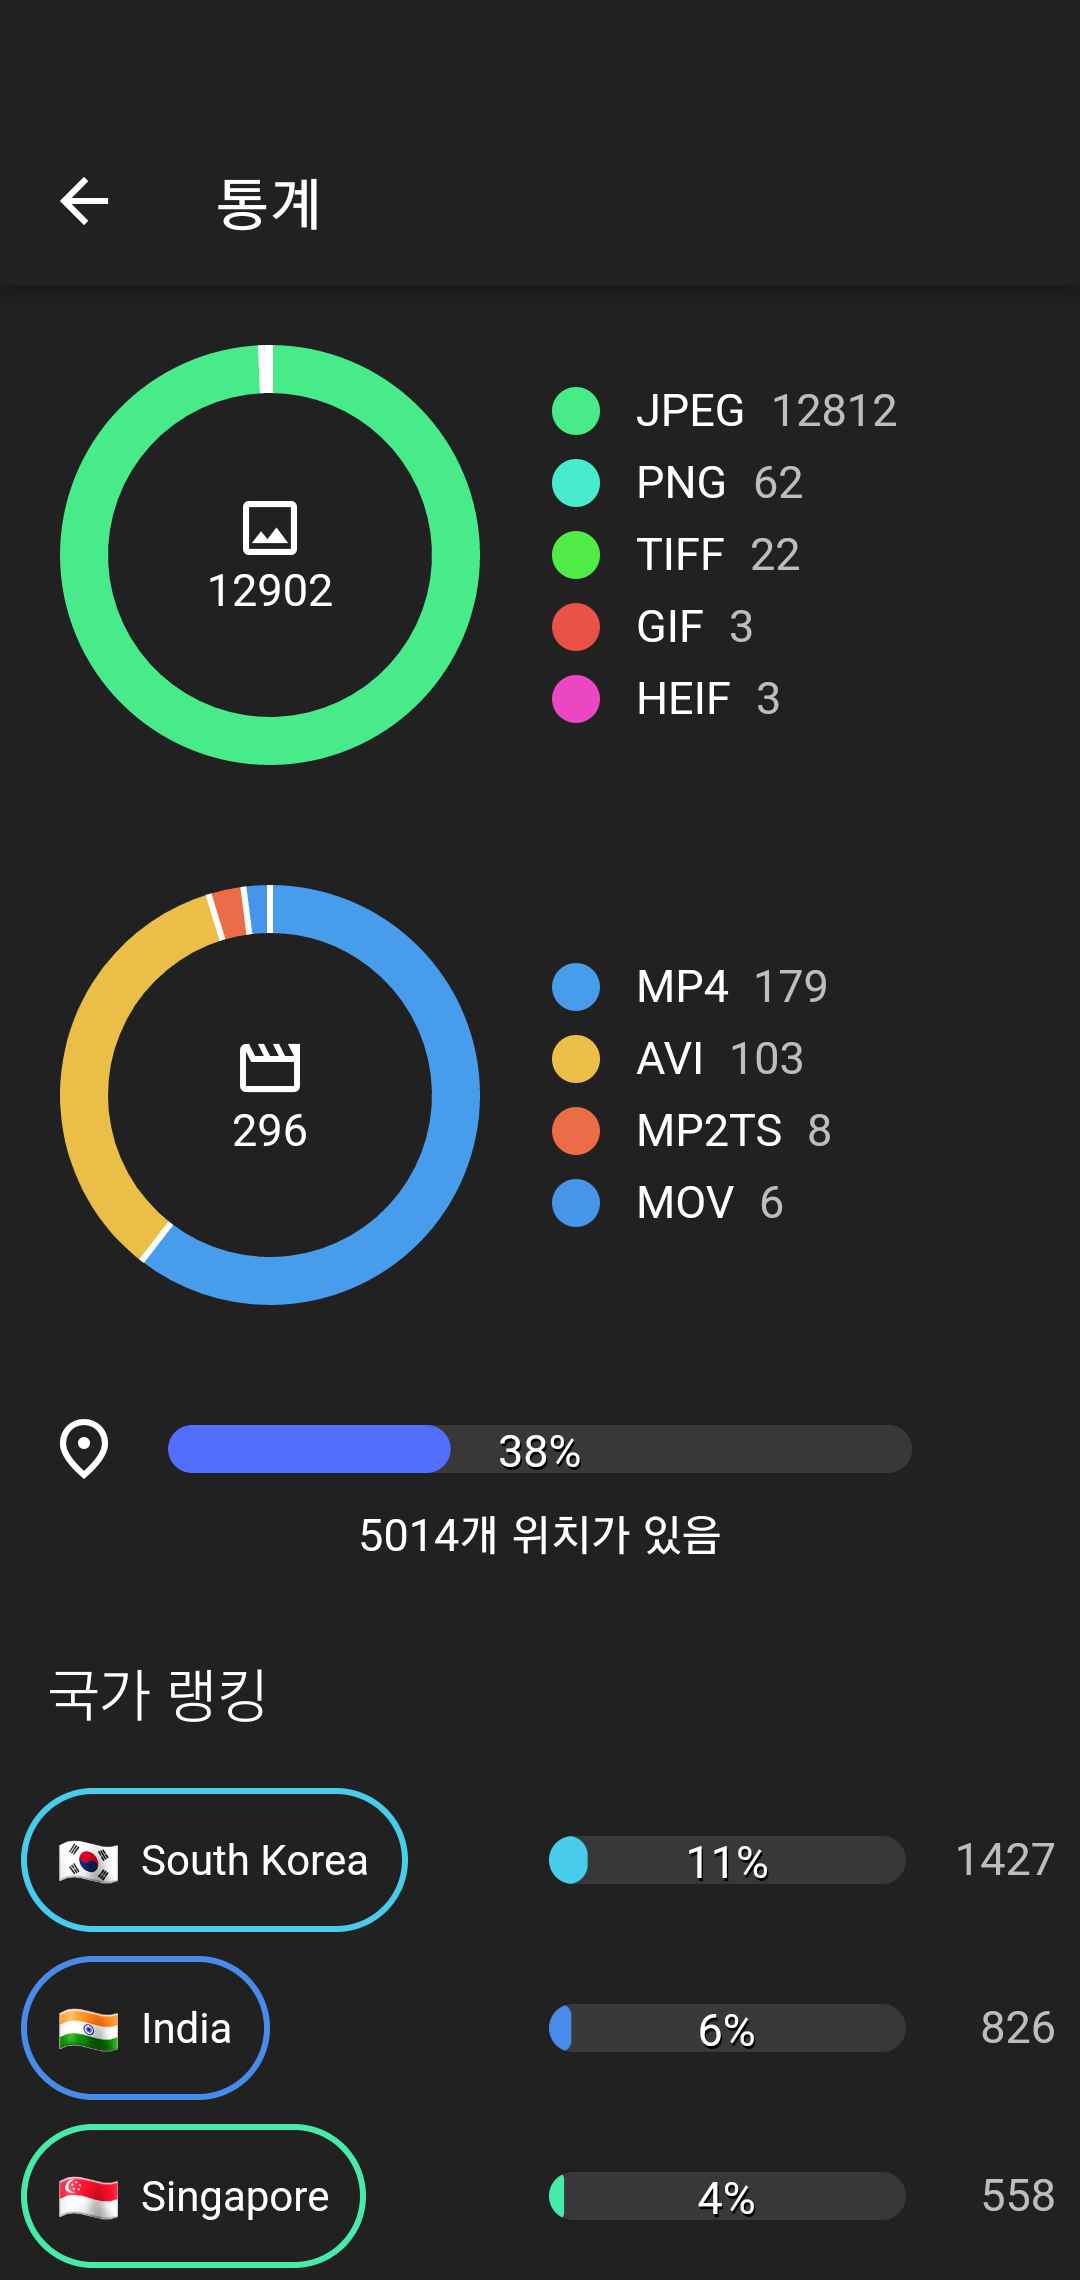 통계
12902
JPEG 12812
PNG 62
TIFF 22
GIF 3
HEIF 3
296
MP4 179
AVI 103
MP2TS 8
MOV 6
38%
5014개 위치가 있음
국가 랭킹
South Korea 11% 1427
India 6% 826
Singapore 4% 558